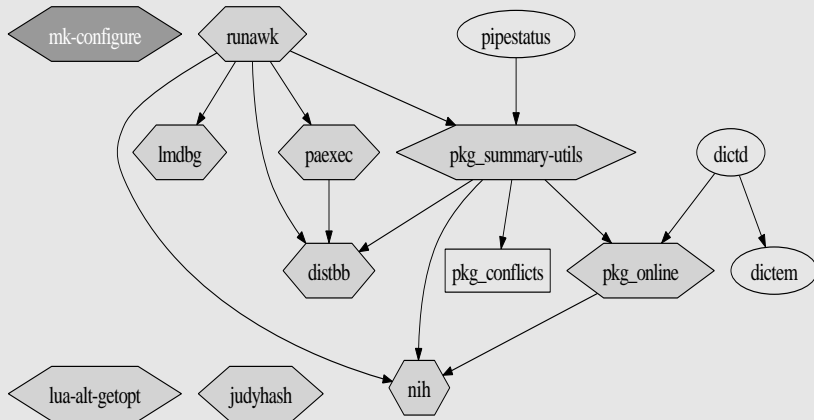 mk-configure
runawk
pipestatus
lmdbg
paexec
pkg_summary-utils
dictd
distbb
pkg_conflicts
pkg_online
dictem
lua-alt-getopt
judyhash
nih